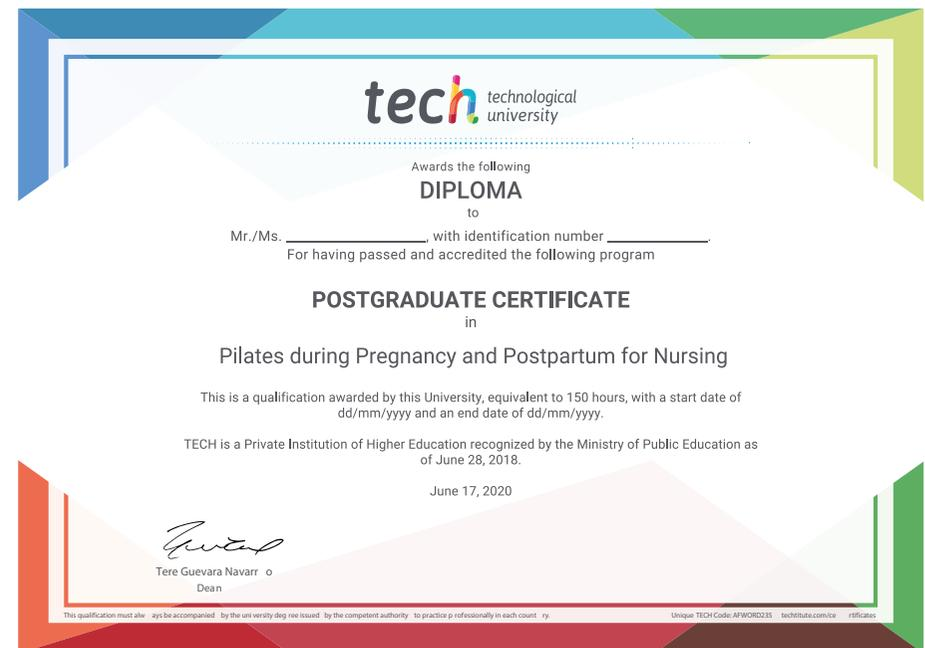 tech technological
university
Awards the following
DIPLOMA
to
Mr./Ms. ____________, with identification number ____________.
For having passed and accredited the following program
POSTGRADUATE CERTIFICATE
in
Pilates during Pregnancy and Postpartum for Nursing
This is a qualification awarded by this University, equivalent to 150 hours, with a start date of
dd/mm/yyyy and an end date of dd/mm/yyyy.
TECH is a Private Institution of Higher Education recognized by the Ministry of Public Education as
of June 28, 2018.
June 17, 2020
Tere Guevara Navarr o
Dean
This qualification must alw ays be accompanied by the uni versity deg ree issued by the competent authority to practice p rofessionally in each count ry. Unique TECH Code: AFWORD235 techtitute.com/ce rtificates